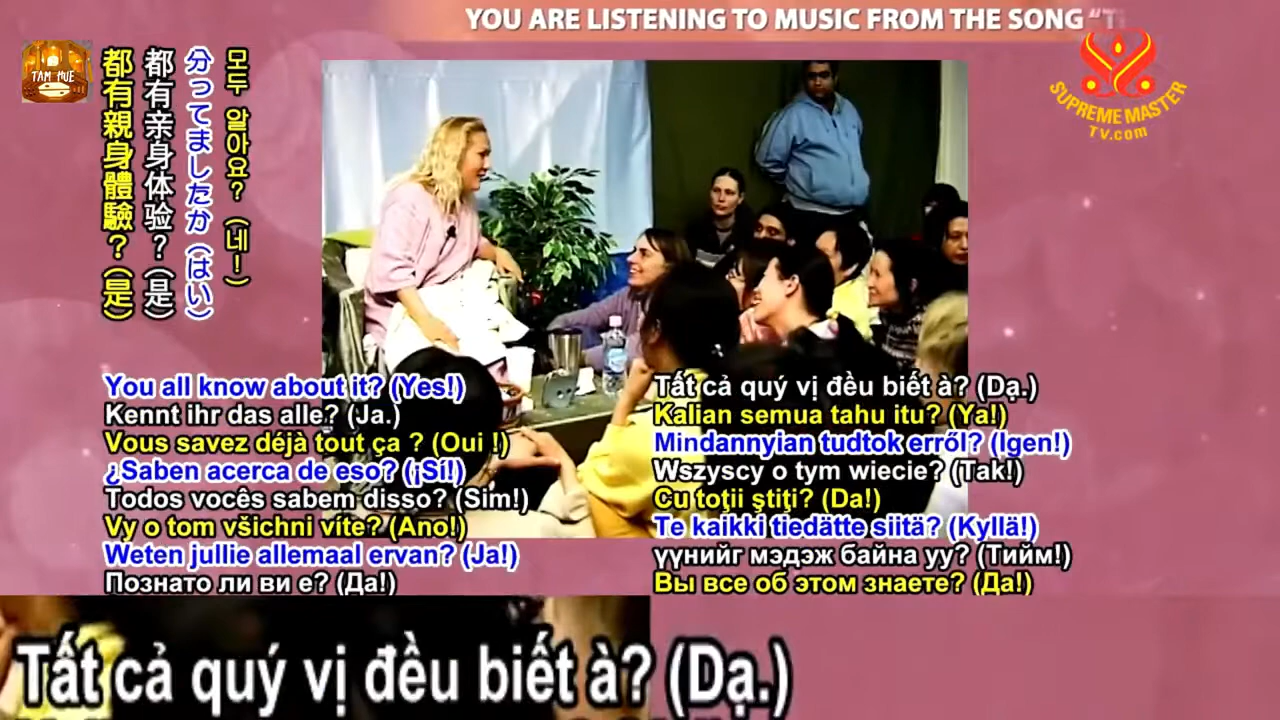 YOU ARE LISTENING TO MUSIC FROM THE SONG “T
TÂM HUÊ
SUPREME MASTER
TV.com
모두 알아요? (네!)
分ってましたか (はい)
都有亲身体验? (是)
都有親身體驗? (是)
You all know about it? (Yes!)
Kennt ihr das alle? (Ja.)
Vous savez déjà tout ça ? (Oui !)
¿Saben acerca de eso? (¡Sí!)
Todos vocês sabem disso? (Sim!)
Vy o tom všichni víte? (Ano!)
Weten jullie allemaal ervan? (Ja!)
Познато ли ви е? (Да!)
Tất cả quý vị đều biết à? (Dạ.)
Kalian semua tahu itu? (Ya!)
Mindannyian tudtok erről? (Igen!)
Wszyscy o tym wiecie? (Tak!)
Cu toţii ştiţi? (Da!)
Te kaikki tiedätte siitä? (Kyllä!)
үүнийг мэдэж байна уу? (Тийм!)
Вы все об этом знаете? (Да!)
Tất cả quý vị đều biết à? (Dạ.)